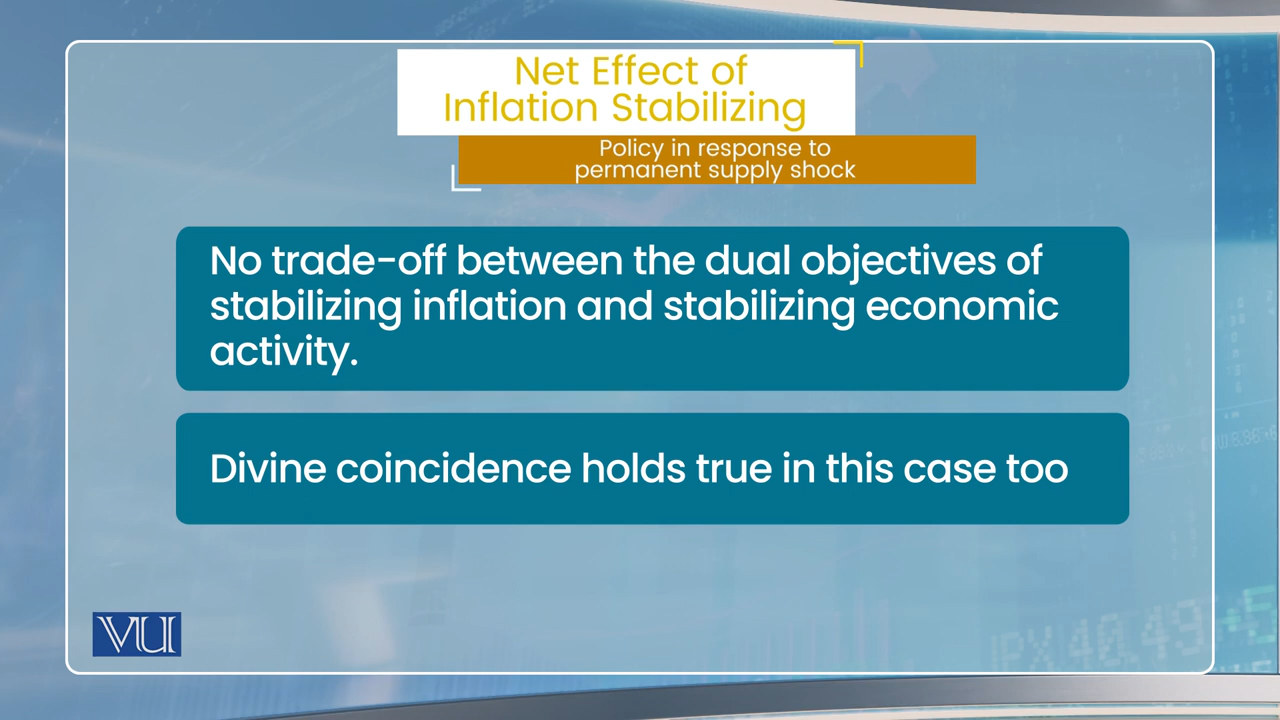 Net Effect of
Inflation Stabilizing
Policy in response to
permanent supply shock
No trade-off between the dual objectives of
stabilizing inflation and stabilizing economic
activity.
Divine coincidence holds true in this case too
VU